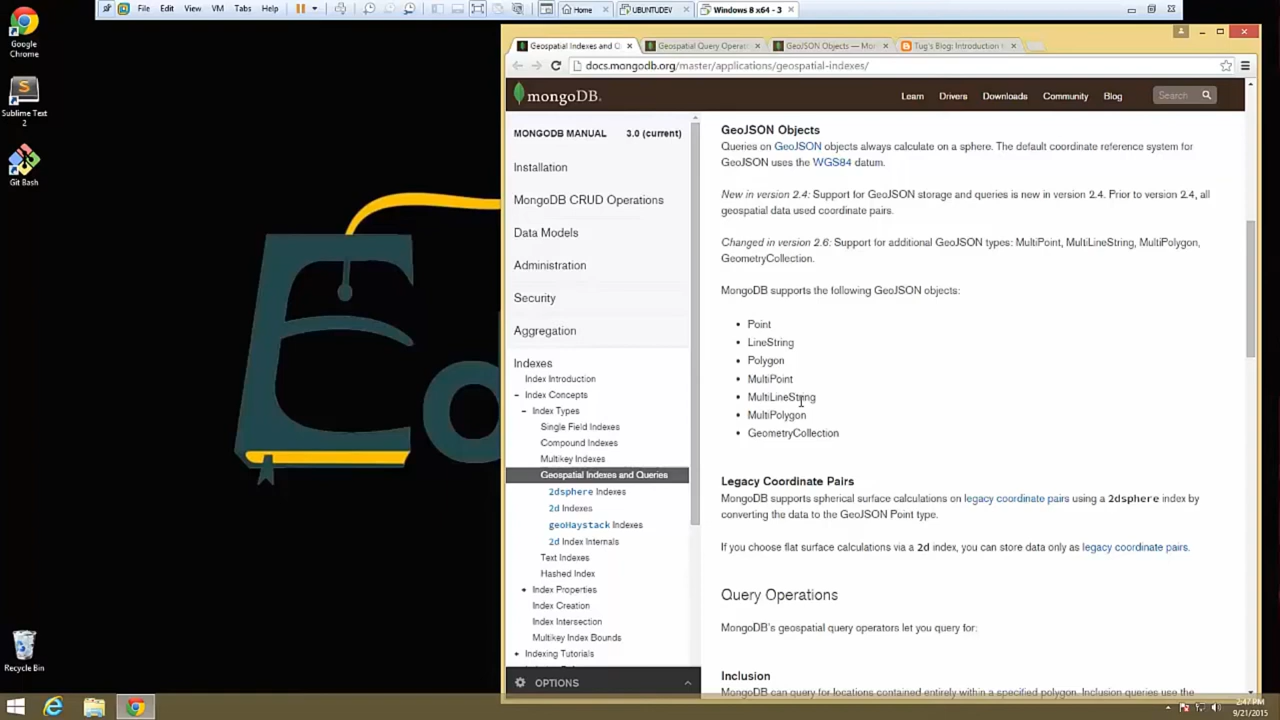 File Edit View VM Tabs Help
Home
UBUNTUDEV
Windows 8 x64 - 3
Google Chrome
Sublime Text 2
Git Bash
Recycle Bin
Geospatial Indexes and Q
Geospatial Query Operat
GeoJSON Objects — Mon
Tug's Blog: Introduction t
docs.mongodb.org/master/applications/geospatial-indexes/
mongoDB.
Learn Drivers Downloads Community Blog Search
MONGODB MANUAL 3.0 (current)
Installation
MongoDB CRUD Operations
Data Models
Administration
Security
Aggregation
Indexes
Index Introduction
Index Concepts
Index Types
Single Field Indexes
Compound Indexes
Multikey Indexes
Geospatial Indexes and Queries
2dsphere Indexes
2d Indexes
geoHaystack Indexes
2d Index Internals
Text Indexes
Hashed Index
Index Properties
Index Creation
Index Intersection
Multikey Index Bounds
Indexing Tutorials
OPTIONS
GeoJSON Objects
Queries on GeoJSON objects always calculate on a sphere. The default coordinate reference system for
GeoJSON uses the WGS84 datum.
New in version 2.4: Support for GeoJSON storage and queries is new in version 2.4. Prior to version 2.4, all
geospatial data used coordinate pairs.
Changed in version 2.6: Support for additional GeoJSON types: MultiPoint, MultiLineString, MultiPolygon,
GeometryCollection.
MongoDB supports the following GeoJSON objects:
• Point
• LineString
• Polygon
• MultiPoint
• MultiLineString
• MultiPolygon
• GeometryCollection
Legacy Coordinate Pairs
MongoDB supports spherical surface calculations on legacy coordinate pairs using a 2dsphere index by
converting the data to the GeoJSON Point type.
If you choose flat surface calculations via a 2d index, you can store data only as legacy coordinate pairs.
Query Operations
MongoDB's geospatial query operators let you query for:
Inclusion
MongoDB can query for locations contained entirely within a specified polygon. Inclusion queries use the
2:47 PM
9/21/2015